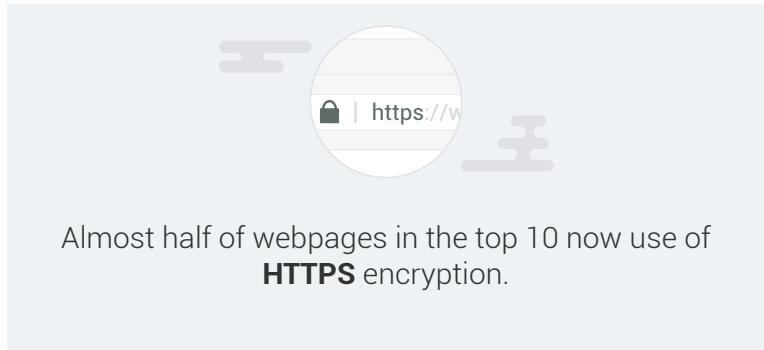 https://w
Almost half of webpages in the top 10 now use of
HTTPS encryption.